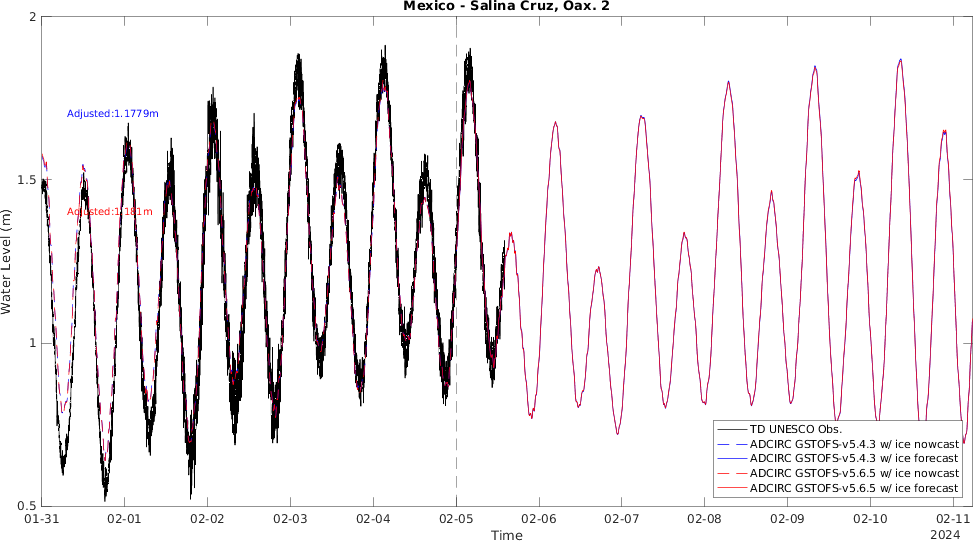 Mexico - Salina Cruz, Oax. 2
2
1.5
1
0.5
Water Level (m)
Adjusted:1.1779m
Adjusted:1.181m
TD UNESCO Obs.
ADCIRC GSTOFS-v5.4.3 w/ ice nowcast
ADCIRC GSTOFS-v5.4.3 w/ ice forecast
ADCIRC GSTOFS-v5.6.5 w/ ice nowcast
ADCIRC GSTOFS-v5.6.5 w/ ice forecast
01-31 02-01 02-02 02-03 02-04 02-05 02-06 02-07 02-08 02-09 02-10 02-11
Time
2024